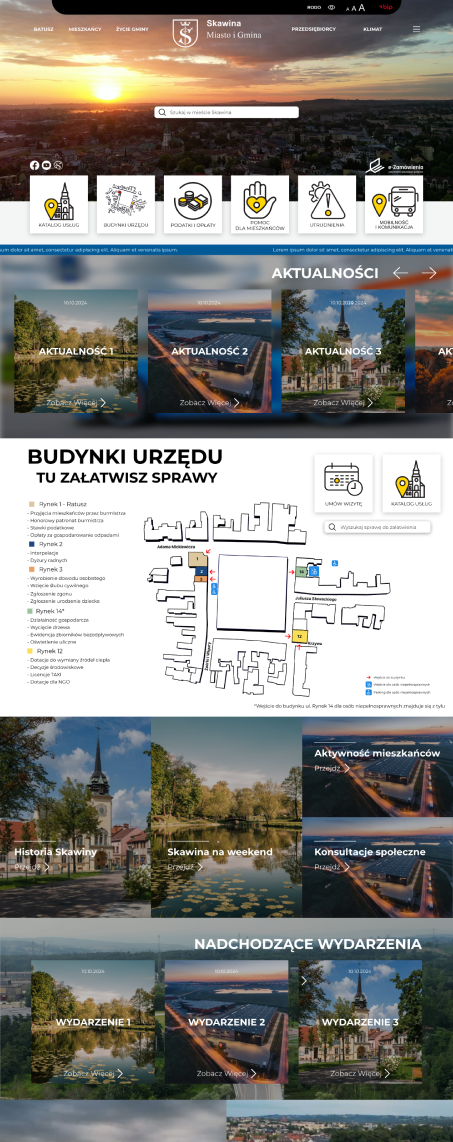 RODO
A A A
bip
RATUSZ
MIESZKAŃCY
ŻYCIE GMINY
Skawina
Miasto i Gmina
PRZEDSIĘBIORCY
KLIMAT
Szukaj w mieście Skawina
e-Zamówienia
KATALOG USŁUG
BUDYNKI URZĘDU
PODATKI I OPŁATY
POMOC
DLA MIESZKAŃCÓW
UTRUDNIENIA
MOBILNOŚĆ
I KOMUNIKACJA
sum dolor sit amet, consectetur adipiscing elit. Aliquam et venenatis ipsum.
Lorem ipsum dolor sit amet, consectetur adipiscing elit. Aliquam et venenatis
AKTUALNOŚCI
10.10.2024
AKTUALNOŚĆ 1
Zobacz Więcej
10.10.2024
AKTUALNOŚĆ 2
Zobacz Więcej
AKTUALNOŚĆ 3
Zobacz Więcej
AK
BUDYNKI URZĘDU
TU ZAŁATWISZ SPRAWY
UMÓW WIZYTĘ
KATALOG USŁUG
Wyszukaj sprawę do załatwienia
Rynek 1 - Ratusz
- Przyjęcia mieszkańców przez burmistrza
- Honorowy patronat burmistrza
- Stawki podatkowe
- Opłaty za gospodarowanie odpadami
Rynek 2
- Interpelacje
- Dyżury radnych
Rynek 3
- Wyrobienie dowodu osobistego
- Wzięcie ślubu cywilnego
- Zgłoszenie zgonu
- Zgłoszenie urodzenia dziecka
Rynek 14*
- Działalność gospodarcza
- Wycięcie drzewa
- Ewidencja zbiorników bezodpływowych
- Oświetlenie uliczne
Rynek 12
- Dotacje do wymiany źródeł ciepła
- Decyzje środowiskowe
- Licencje TAXI
- Dotacje dla NGO
Adama Mickiewicza
1
2
3
14
Juliusza Słowackiego
12
Krzywa
Wejście do budynku
Wejście dla osób niepełnosprawnych
Parking dla osób niepełnosprawnych
*Wejście do budynku ul. Rynek 14 dla osób niepełnosprawnych znajduje się z tyłu
Historia Skawiny
Przejdź
Skawina na weekend
Przejdź
Aktywność mieszkańców
Przejdź
Konsultacje społeczne
Przejdź
NADCHODZĄCE WYDARZENIA
10.10.2024
WYDARZENIE 1
Zobacz Więcej
10.10.2024
WYDARZENIE 2
Zobacz Więcej
10.10.2024
WYDARZENIE 3
Zobacz Więcej